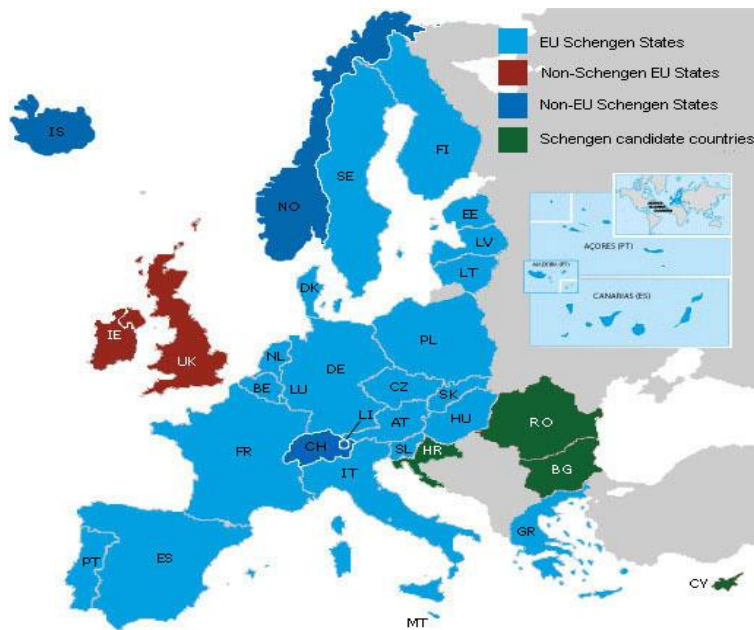 EU Schengen States
Non-Schengen EU States
Non-EU Schengen States
Schengen candidate countries
IS
NO
SE
FI
EE
LV
LT
DK
IE
UK
NL
BE
LU
DE
PL
CZ
SK
LI
AT
HU
CH
FR
SL
HR
RO
BG
IT
PT
ES
GR
MT
CY
AÇORES (PT)
MADEIRA (PT)
CANARIAS (ES)